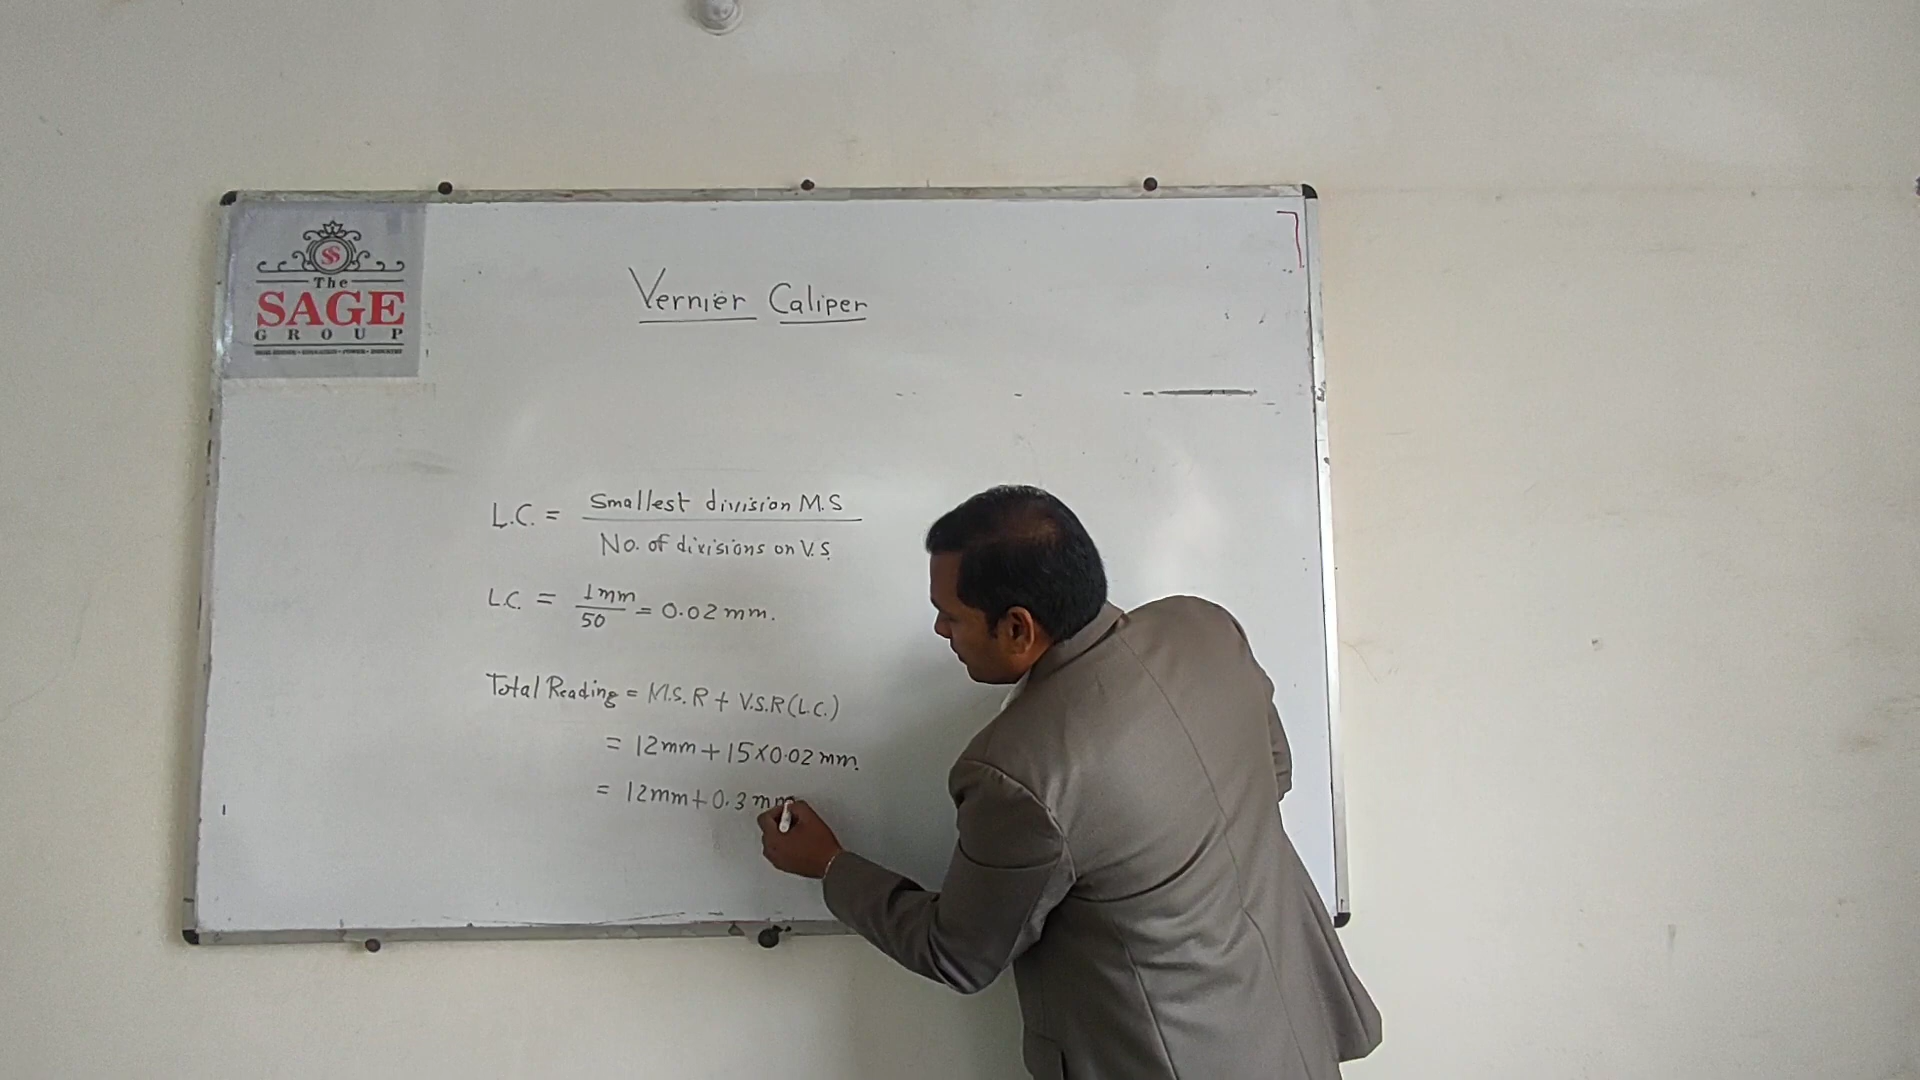 The
SAGE
GROUP
Vernier Caliper
L.C. = Smallest division M.S
No. of divisions on V.S.
L.C. = 1mm
50 = 0.02 mm.
Total Reading = M.S.R + V.S.R (L.C.)
= 12mm + 15×0.02 mm.
= 12mm + 0.3 mm